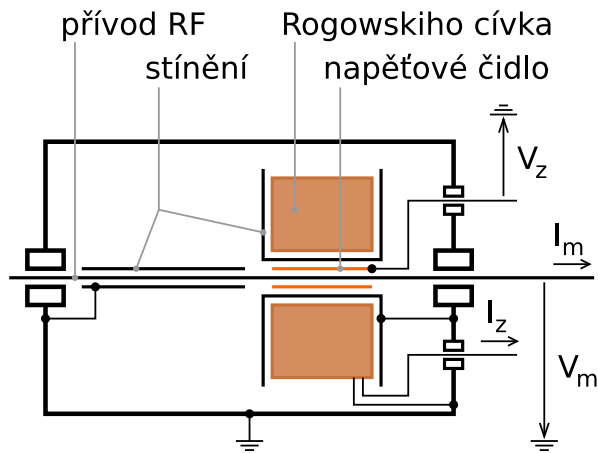 přívod RF
Rogowskiho cívka
stínění
napěťové čidlo
Vz
Im
Iz
Vm